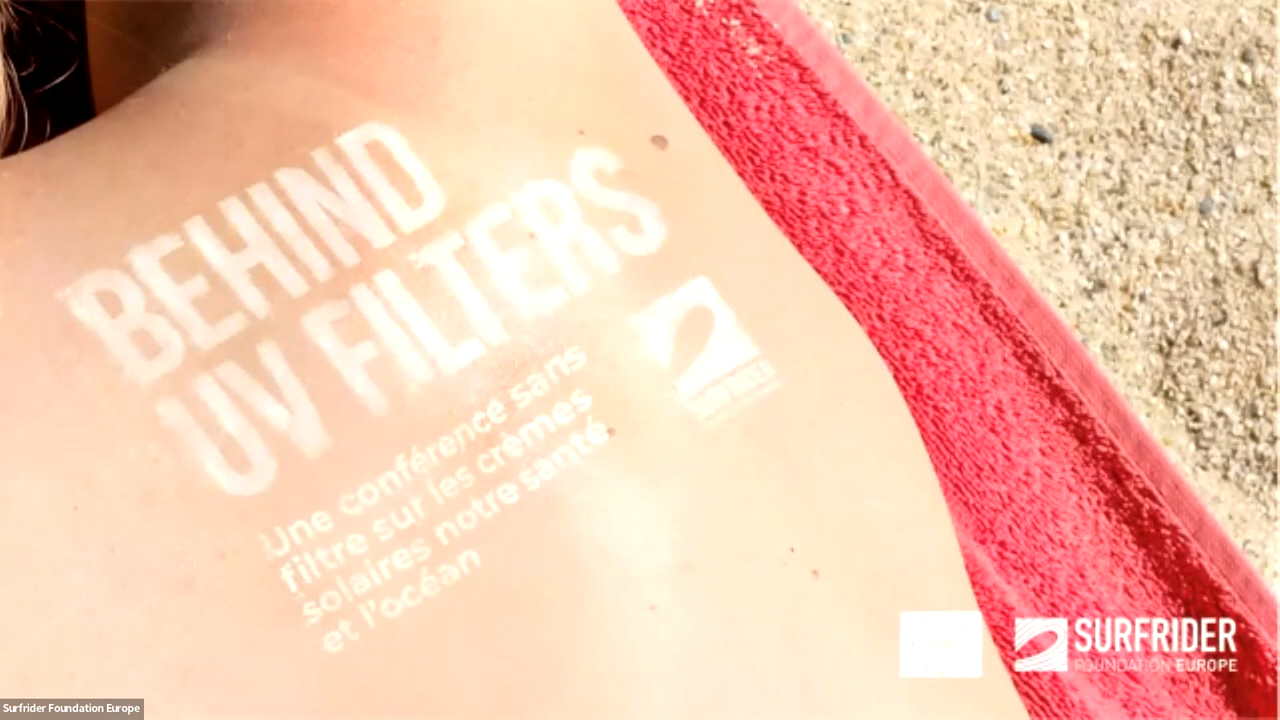 BEHIND
UV FILTERS
Une conférence sans
filtre sur les crèmes
solaires notre santé
et l'océan
SURFRIDER
SURFRIDER
FOUNDATION EUROPE
Surfrider Foundation Europe